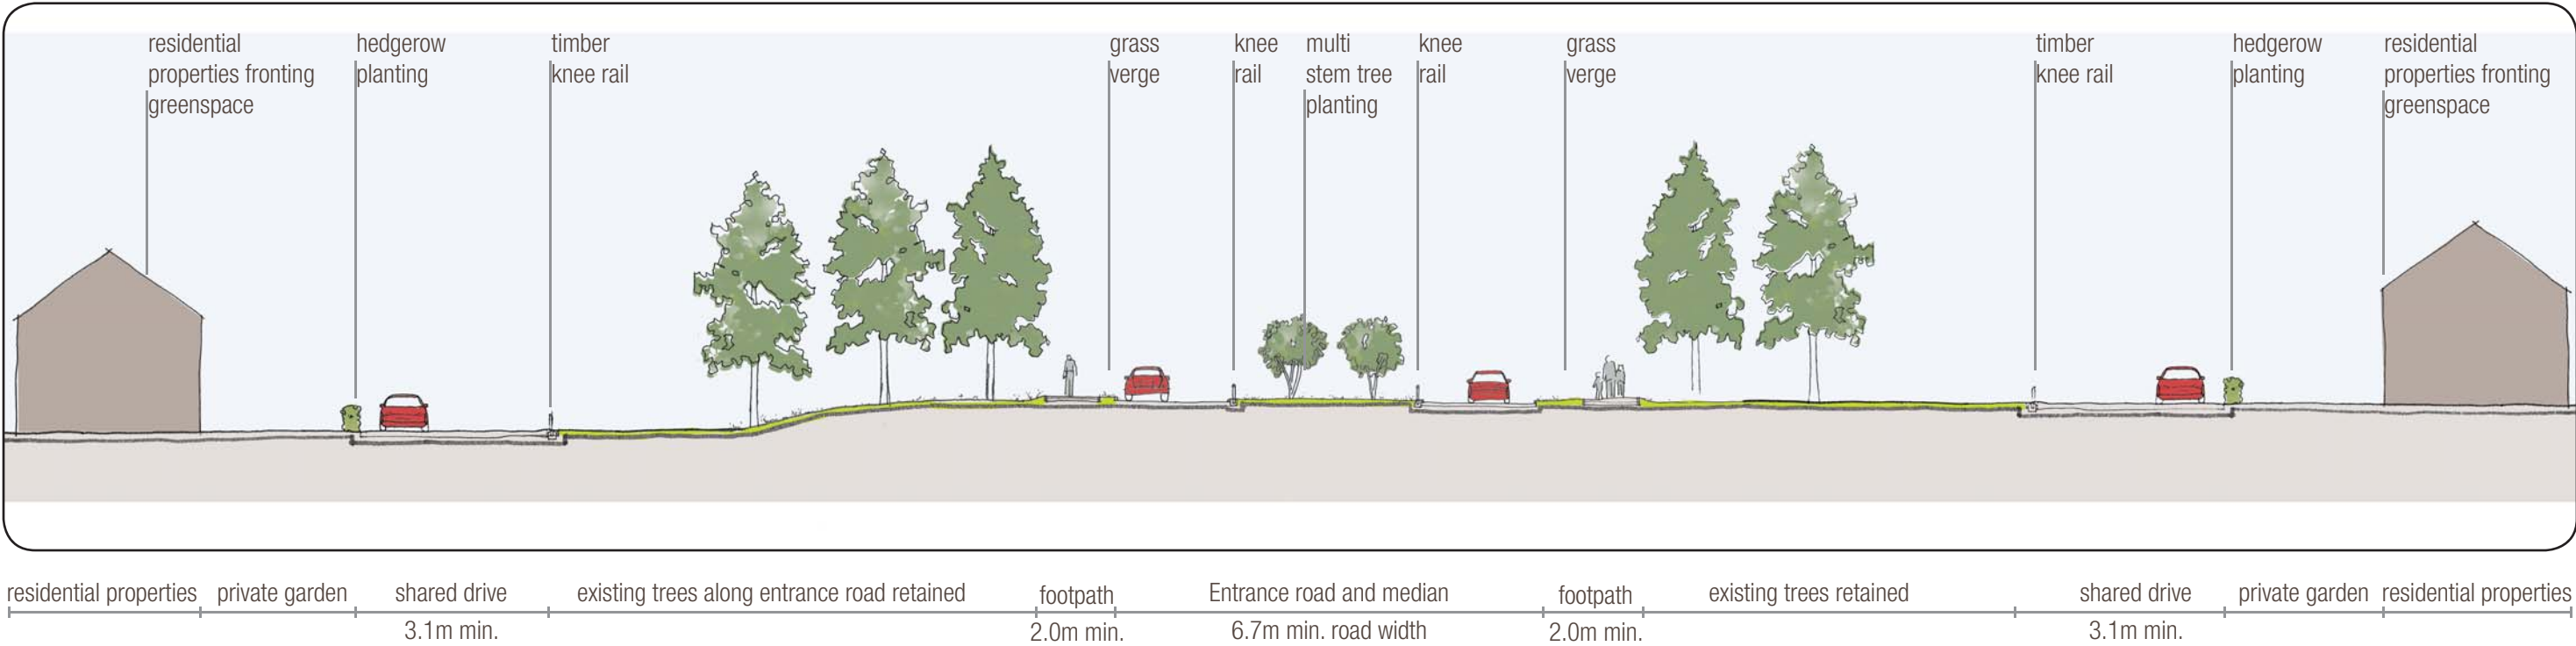 residential
properties fronting
greenspace
hedgerow
planting
timber
knee rail
grass
verge
knee
rail
multi
stem tree
planting
knee
rail
grass
verge
timber
knee rail
hedgerow
planting
residential
properties fronting
greenspace
residential properties
private garden
shared drive
3.1m min.
existing trees along entrance road retained
footpath
2.0m min.
Entrance road and median
6.7m min. road width
footpath
2.0m min.
existing trees retained
shared drive
3.1m min.
private garden
residential properties